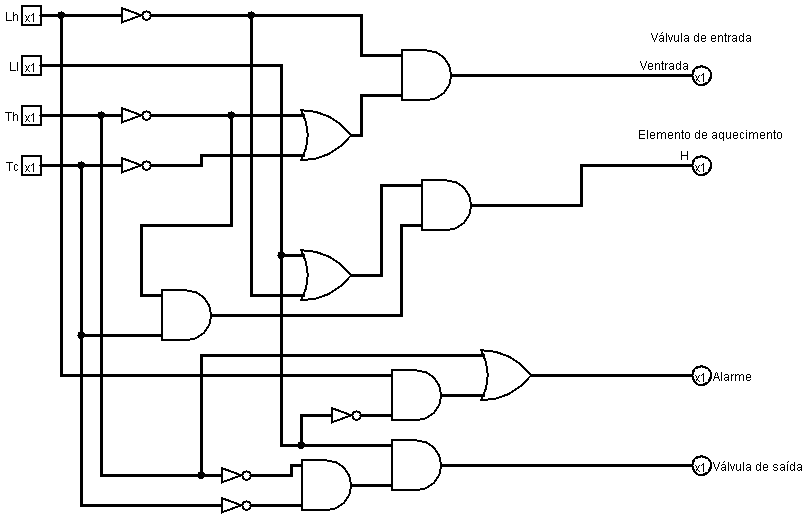 Lh x1
Válvula de entrada
Ll x1
Ventrada x1
Th x1
Elemento de aquecimento
H
Tc x1
x1
x1 Alarme
x1 Válvula de saída